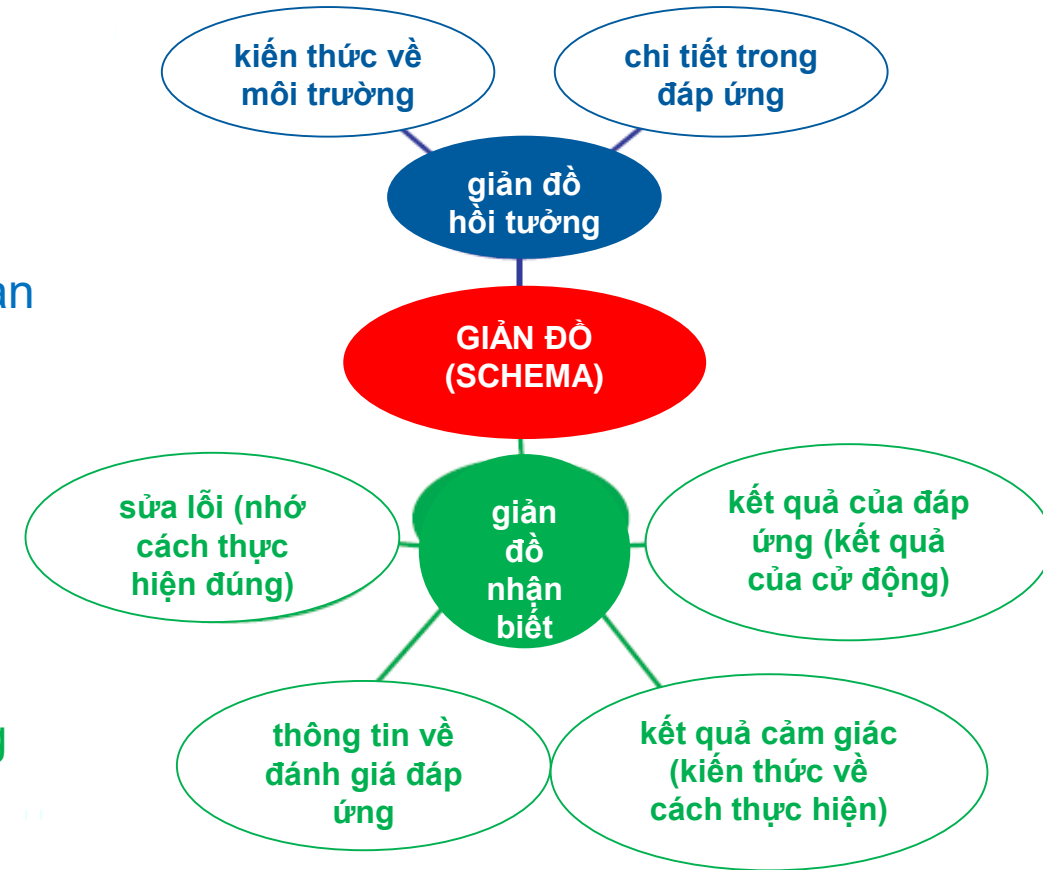 kiến thức về
môi trường
chi tiết trong
đáp ứng
giản đồ
hồi tưởng
an
GIẢN ĐỒ
(SCHEMA)
sửa lỗi (nhớ
cách thực
hiện đúng)
giản
đồ
nhận
biết
kết quả của đáp
ứng (kết quả
của cử động)
g
thông tin về
đánh giá đáp
ứng
kết quả cảm giác
(kiến thức về
cách thực hiện)